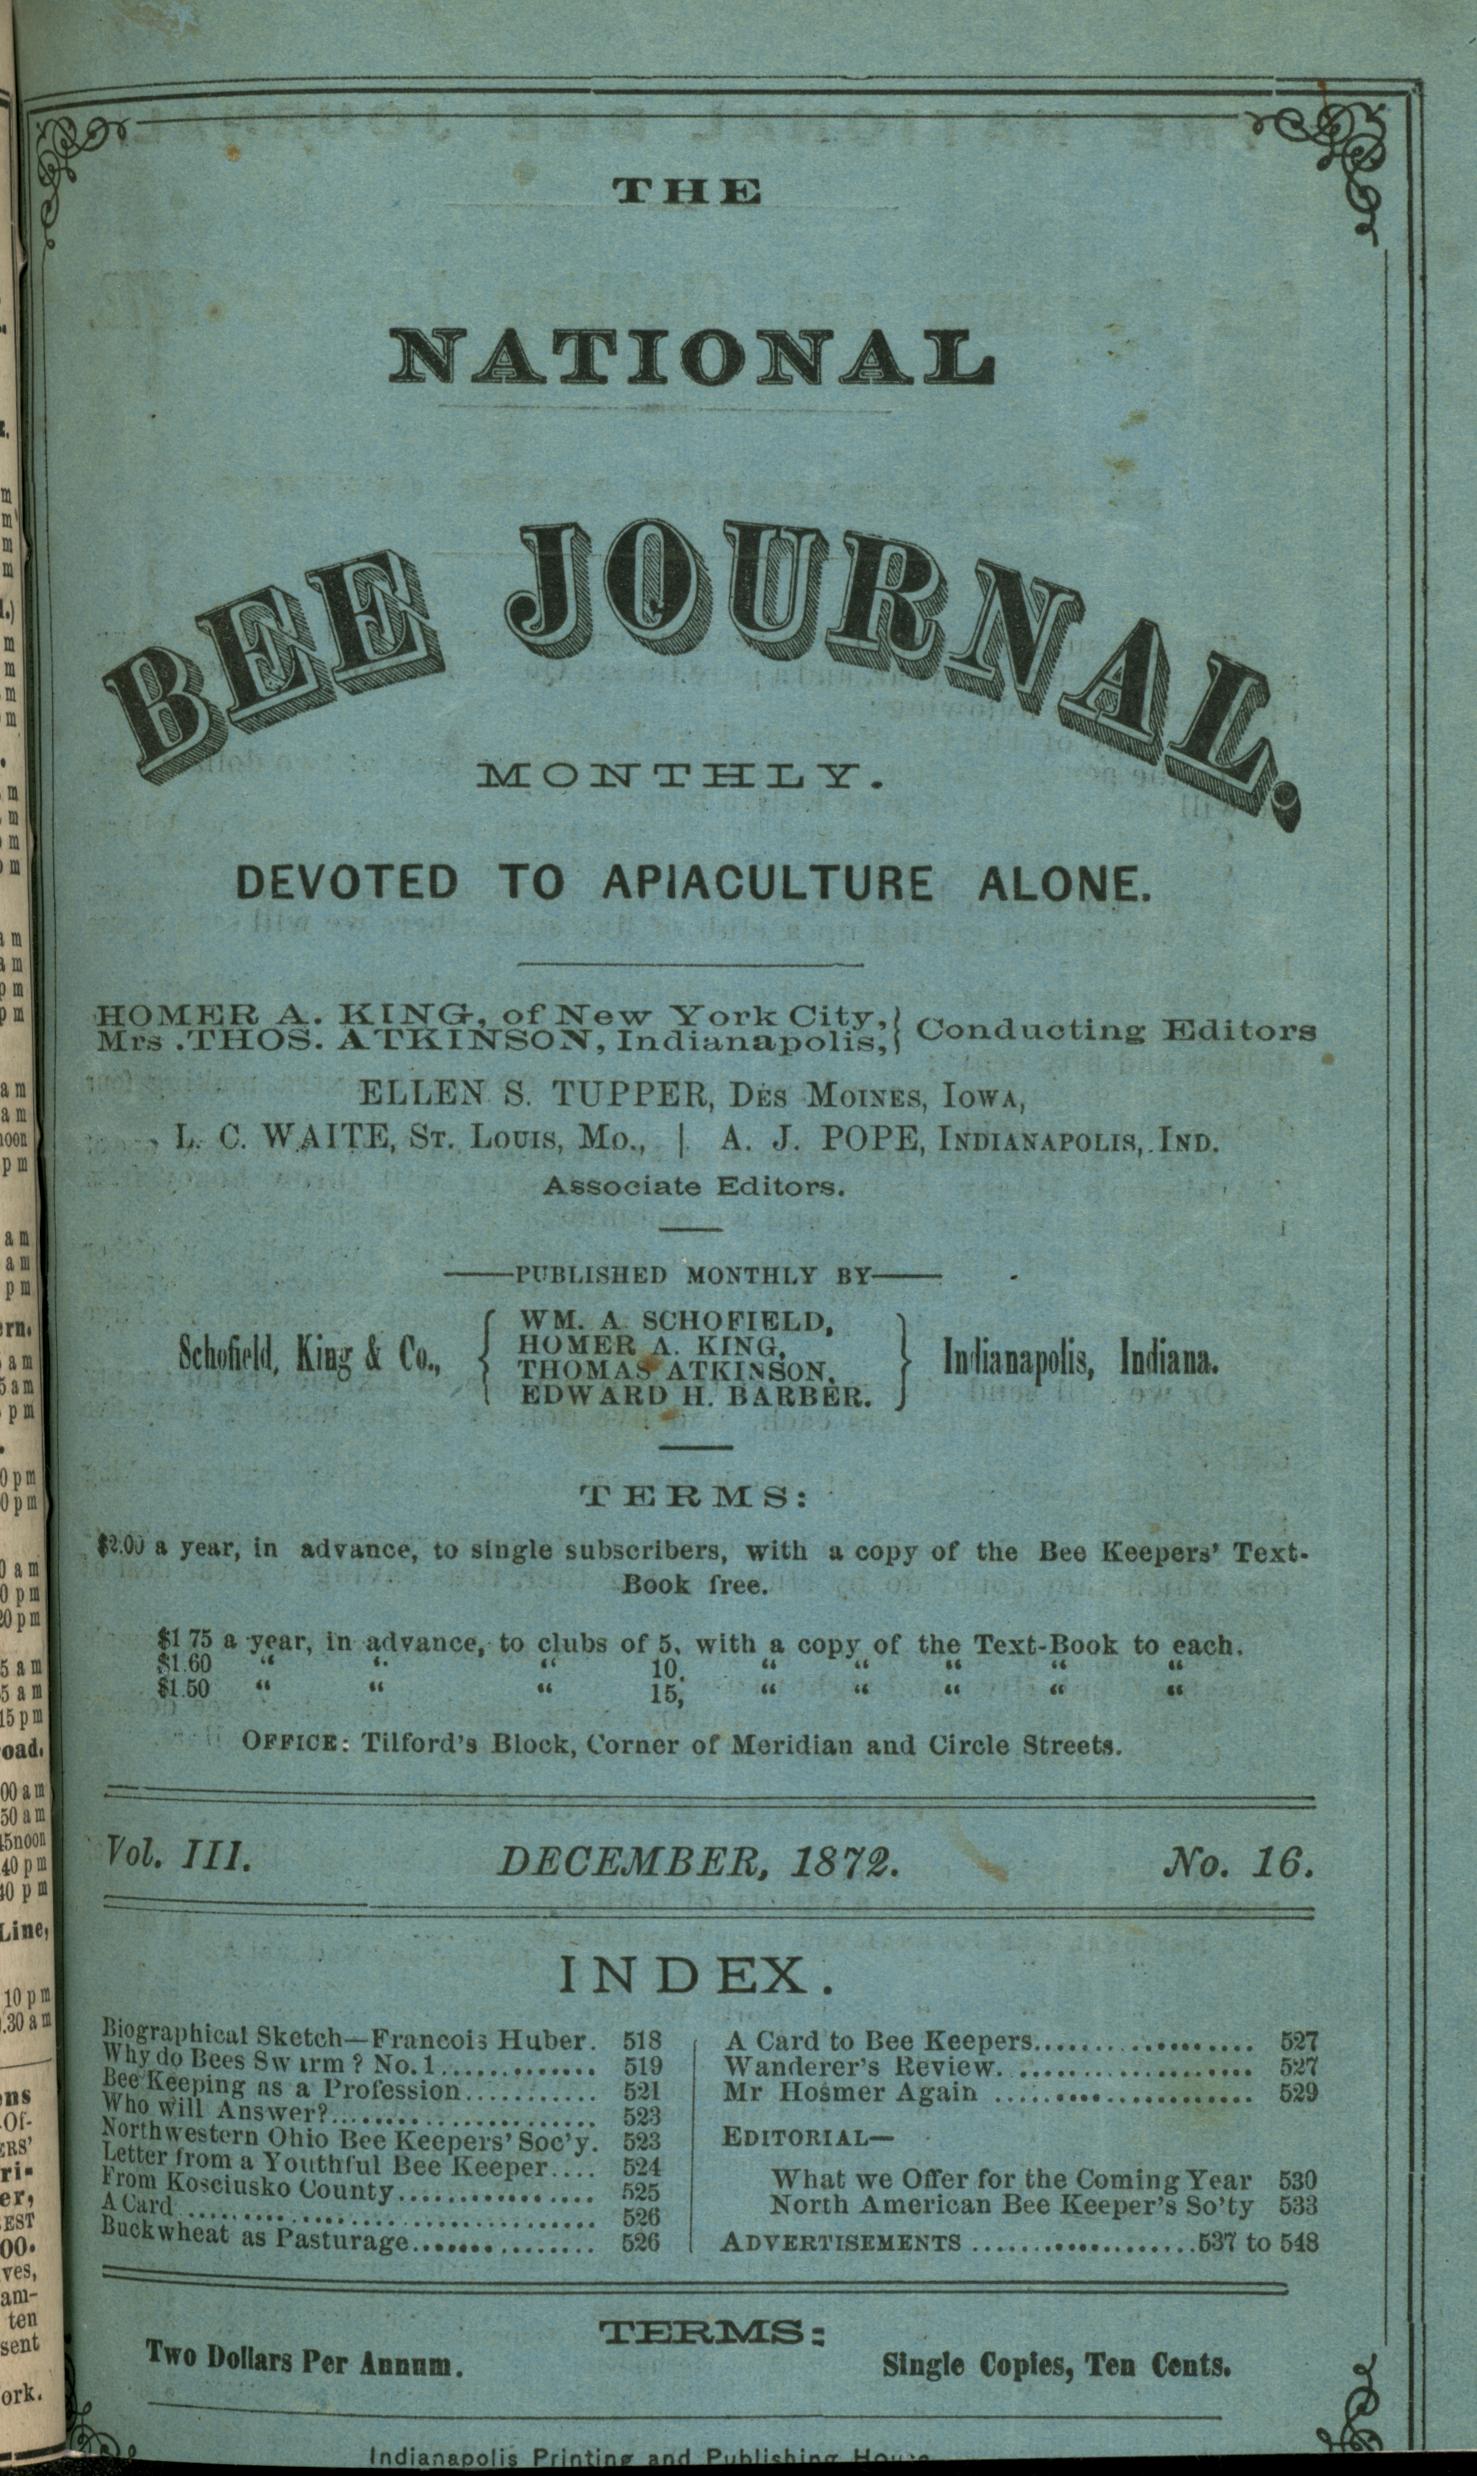 THE
NATIONAL
BEE JOURNAL.
MONTHLY.
DEVOTED TO APIACULTURE ALONE.
HOMER A. KING, of New York City,
Mrs .THOS. ATKINSON, Indianapolis,
} Conducting Editors
ELLEN S. TUPPER, DES MOINES, IOWA,
L. C. WAITE, ST. LOUIS, MO., | A. J. POPE, INDIANAPOLIS, IND.
Associate Editors.
——PUBLISHED MONTHLY BY——
Schofield, King & Co., {
WM. A. SCHOFIELD,
HOMER A. KING,
THOMAS ATKINSON,
EDWARD H. BARBER.
} Indianapolis, Indiana.
TERMS:
$2.00 a year, in advance, to single subscribers, with a copy of the Bee Keepers' Text-
Book free.
$1 75 a year, in advance, to clubs of 5, with a copy of the Text-Book to each.
$1.60 “ “ “ 10, “ “ “ “ “
$1.50 “ “ “ 15, “ “ “ “ “
OFFICE: Tilford's Block, Corner of Meridian and Circle Streets.
Vol. III. DECEMBER, 1872. No. 16.
INDEX.
Biographical Sketch—Francois Huber. 518
Why do Bees Swarm ? No. 1............. 519
Bee Keeping as a Profession............ 521
Who will Answer?........................ 523
Northwestern Ohio Bee Keepers' Soc'y. 523
Letter from a Youthful Bee Keeper.... 524
From Kosciusko County................. 525
A Card .................................... 526
Buckwheat as Pasturage................ 526
A Card to Bee Keepers.................... 527
Wanderer's Review....................... 527
Mr Hosmer Again ........................ 529
EDITORIAL—
What we Offer for the Coming Year 530
North American Bee Keeper's So'ty 533
ADVERTISEMENTS .....................537 to 548
TERMS:
Two Dollars Per Annum. Single Copies, Ten Cents.
Indianapolis Printing and Publishing House